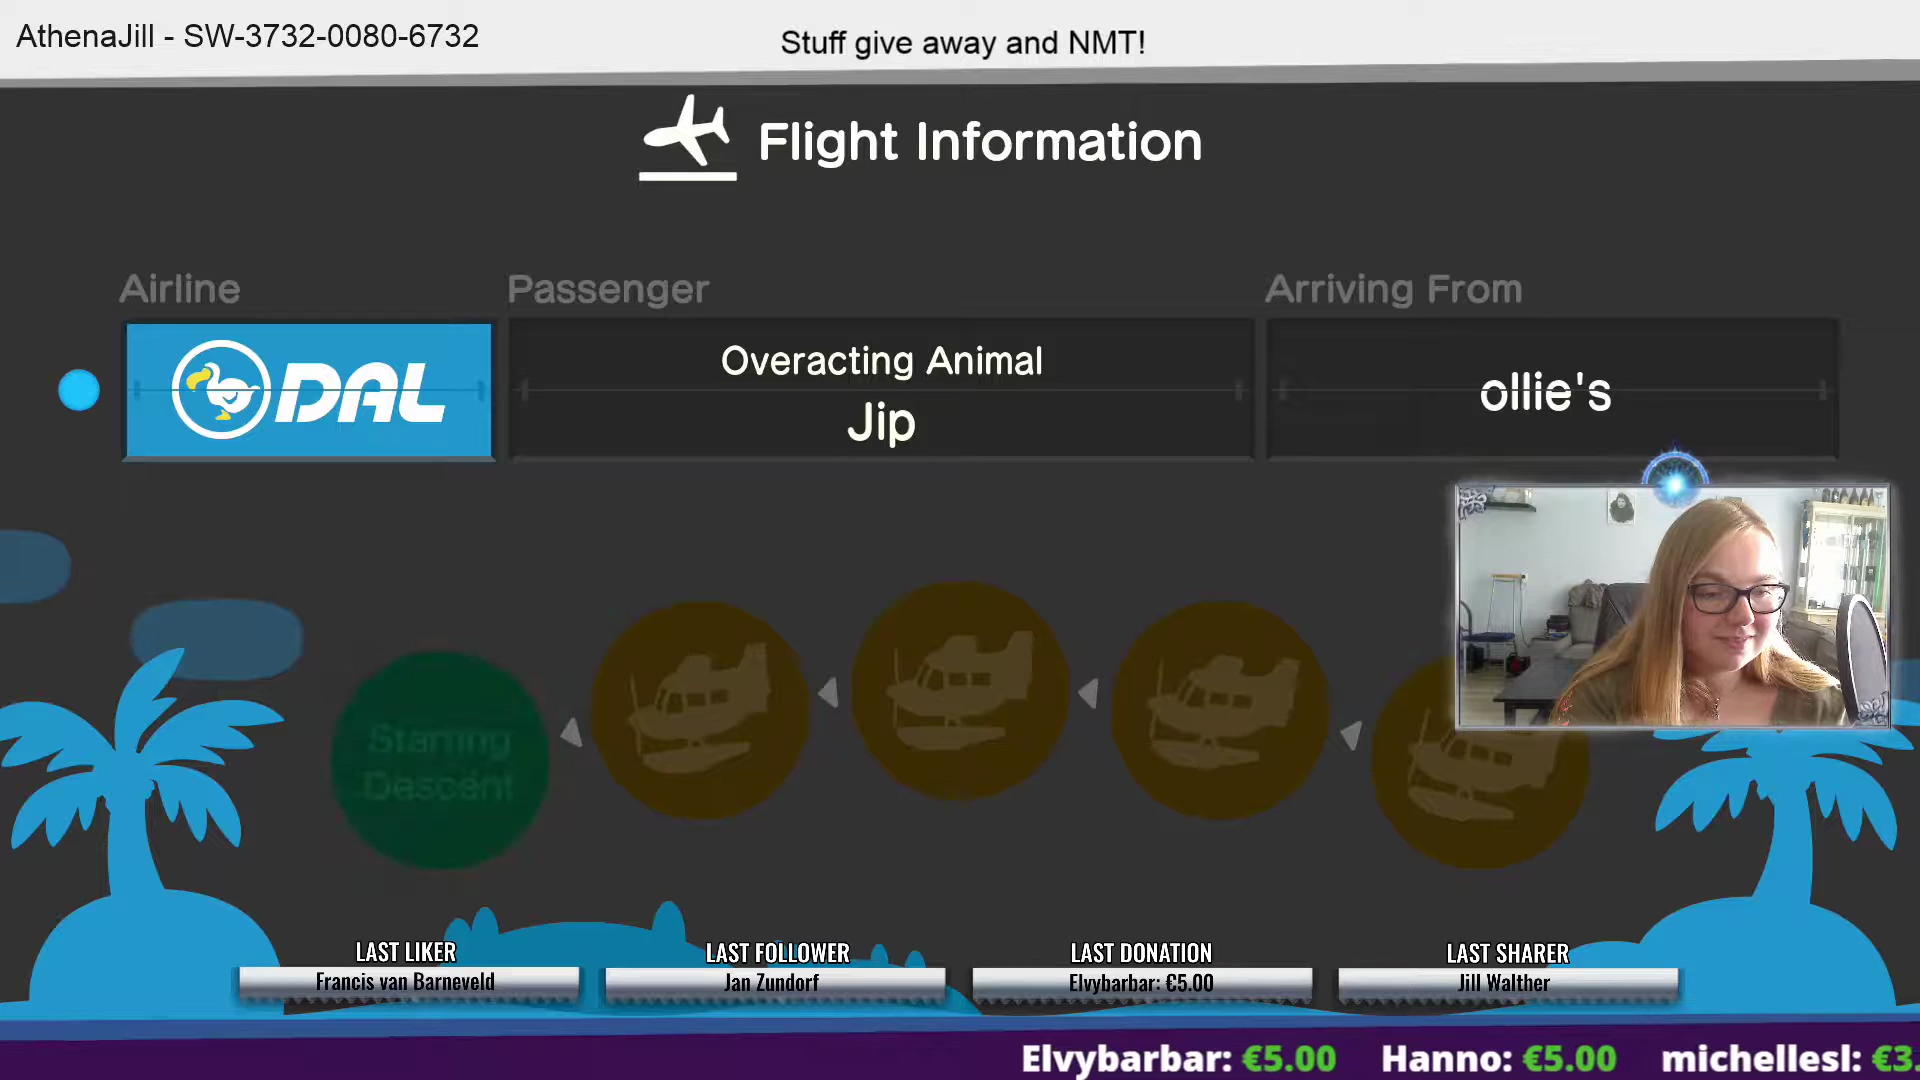 AthenaJill - SW-3732-0080-6732
Stuff give away and NMT!
Flight Information
Airline
Passenger
Arriving From
DAL
Overacting Animal
Jip
ollie's
Starting
Descent
LAST LIKER
Francis van Barneveld
LAST FOLLOWER
Jan Zundorf
LAST DONATION
Elvybarbar: €5.00
LAST SHARER
Jill Walther
Elvybarbar: €5.00 Hanno: €5.00 michellesl: €3.